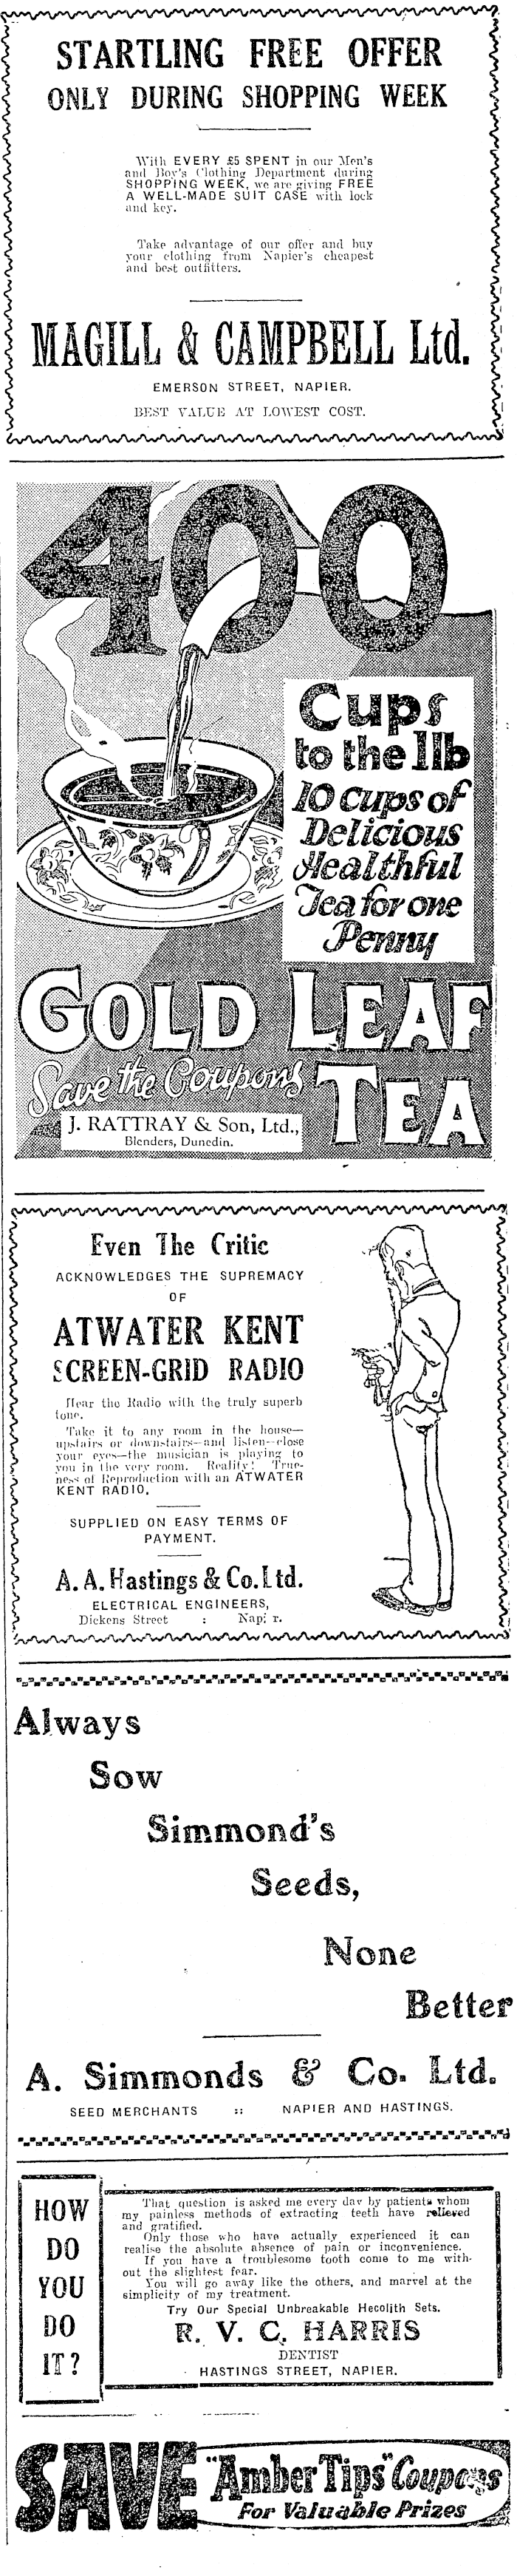 STARTLING FREE OFFER
ONLY DURING SHOPPING WEEK
With EVERY £5 SPENT in our Men's
and Boy's Clothing Department during
SHOPPING WEEK, we are giving FREE
A WELL-MADE SUIT CASE with lock
and key.
Take advantage of our offer and buy
your clothing from Napier's cheapest
and best outfitters.
MAGILL & CAMPBELL Ltd.
EMERSON STREET, NAPIER.
BEST VALUE AT LOWEST COST.
400
Cups
to the 1lb
10 Cups of
Delicious
Healthful
Tea for one
Penny
GOLD LEAF
Save the Coupons
TEA
J. RATTRAY & Son, Ltd.,
Blenders, Dunedin.
Even The Critic
ACKNOWLEDGES THE SUPREMACY
OF
ATWATER KENT
SCREEN-GRID RADIO
Hear the Radio with the truly superb
tone.
Take it to any room in the house—
upstairs or downstairs—and listen—close
your eyes—the musician is playing to
you in the very room. Reality! True-
ness of Reproduction with an ATWATER
KENT RADIO.
SUPPLIED ON EASY TERMS OF
PAYMENT.
A. A. Hastings & Co. Ltd.
ELECTRICAL ENGINEERS,
Dickens Street : Napi r.
Always
Sow
Simmond's
Seeds,
None
Better
A. Simmonds & Co. Ltd.
SEED MERCHANTS :: NAPIER AND HASTINGS.
HOW
DO
YOU
DO
IT?
That question is asked me every day by patients whom
my painless methods of extracting teeth have relieved
and gratified.
Only those who have actually experienced it can
realise the absolute absence of pain or inconvenience.
If you have a troublesome tooth come to me with-
out the slightest fear.
You will go away like the others, and marvel at the
simplicity of my treatment.
Try Our Special Unbreakable Hecolith Sets.
R. V. C. HARRIS
DENTIST
HASTINGS STREET, NAPIER.
SAVE "Amber Tips" Coupons
For Valuable Prizes